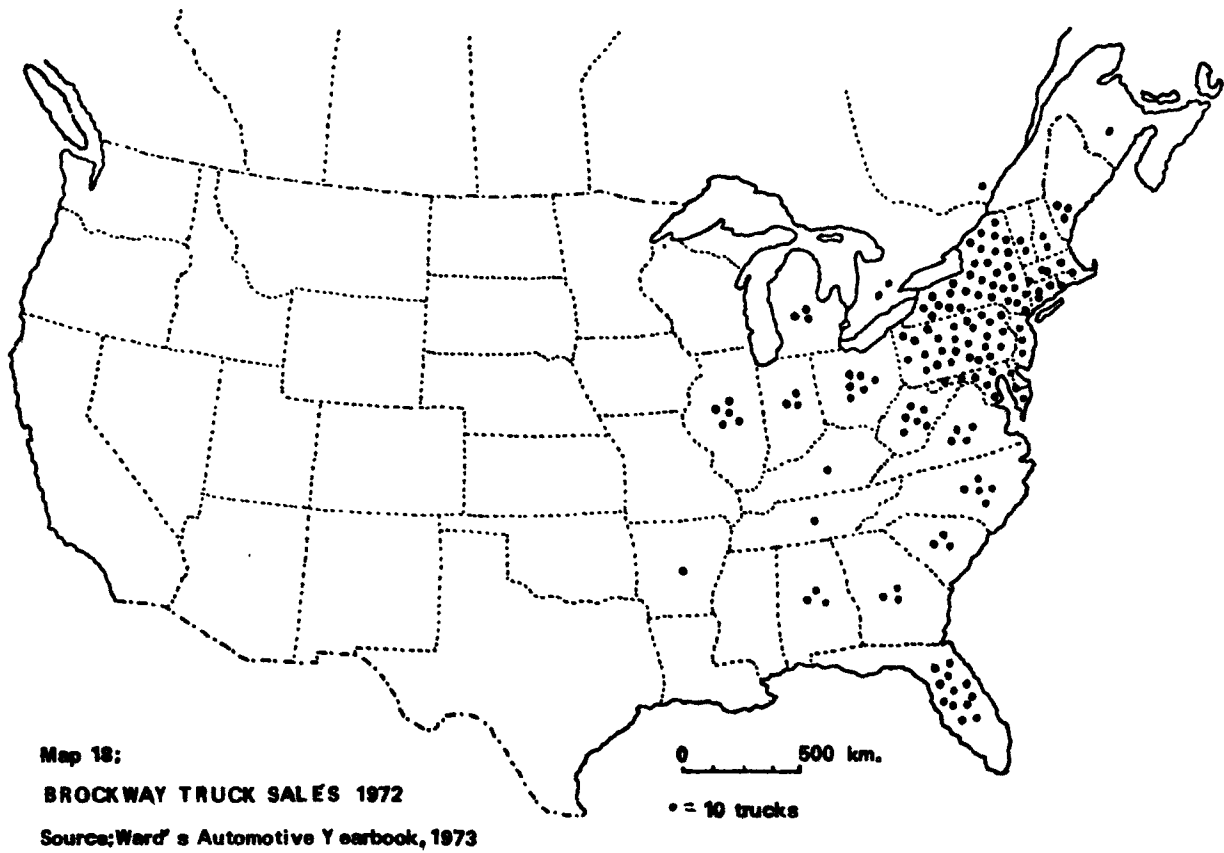 Map 18;
BROCKWAY TRUCK SALES 1972
Source;Ward's Automotive Yearbook, 1973
0 500 km.
• = 10 trucks